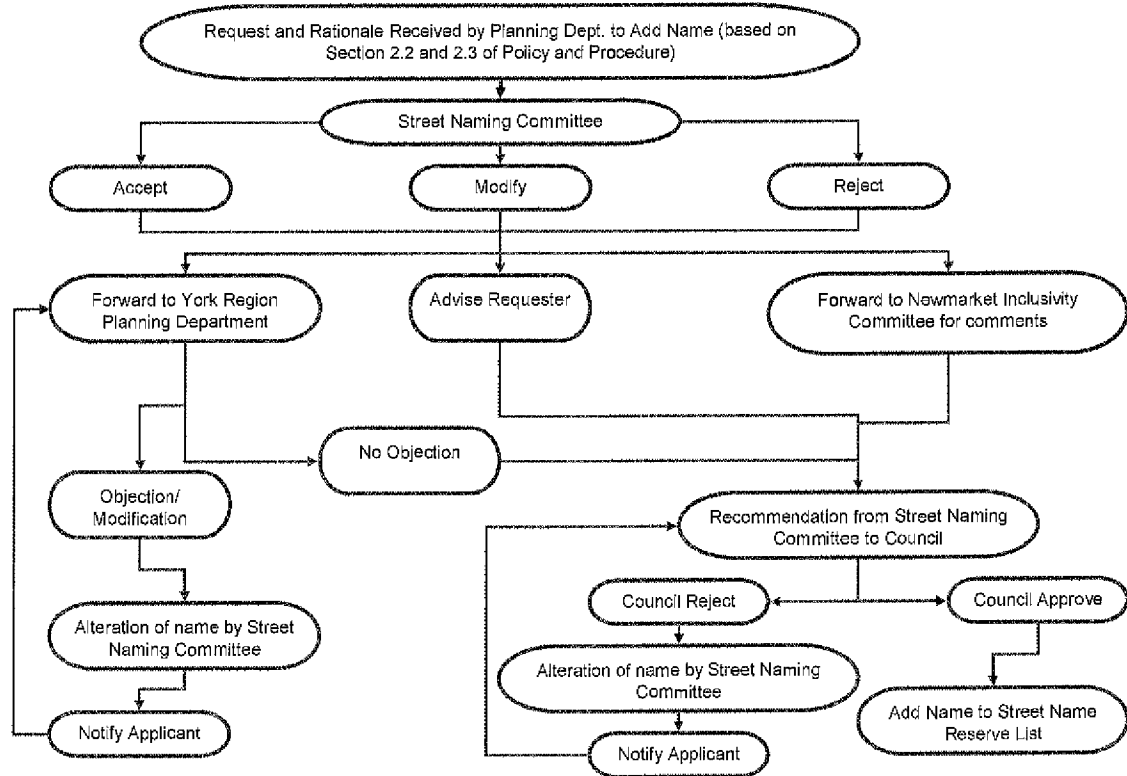 Request and Rationale Received by Planning Dept. to Add Name (based on
Section 2.2 and 2.3 of Policy and Procedure)
Street Naming Committee
Accept
Modify
Reject
Forward to York Region
Planning Department
Advise Requester
Forward to Newmarket Inclusivity
Committee for comments
No Objection
Objection/
Modification
Recommendation from Street Naming
Committee to Council
Council Reject
Council Approve
Alteration of name by Street
Naming Committee
Alteration of name by Street Naming
Committee
Add Name to Street Name
Reserve List
Notify Applicant
Notify Applicant